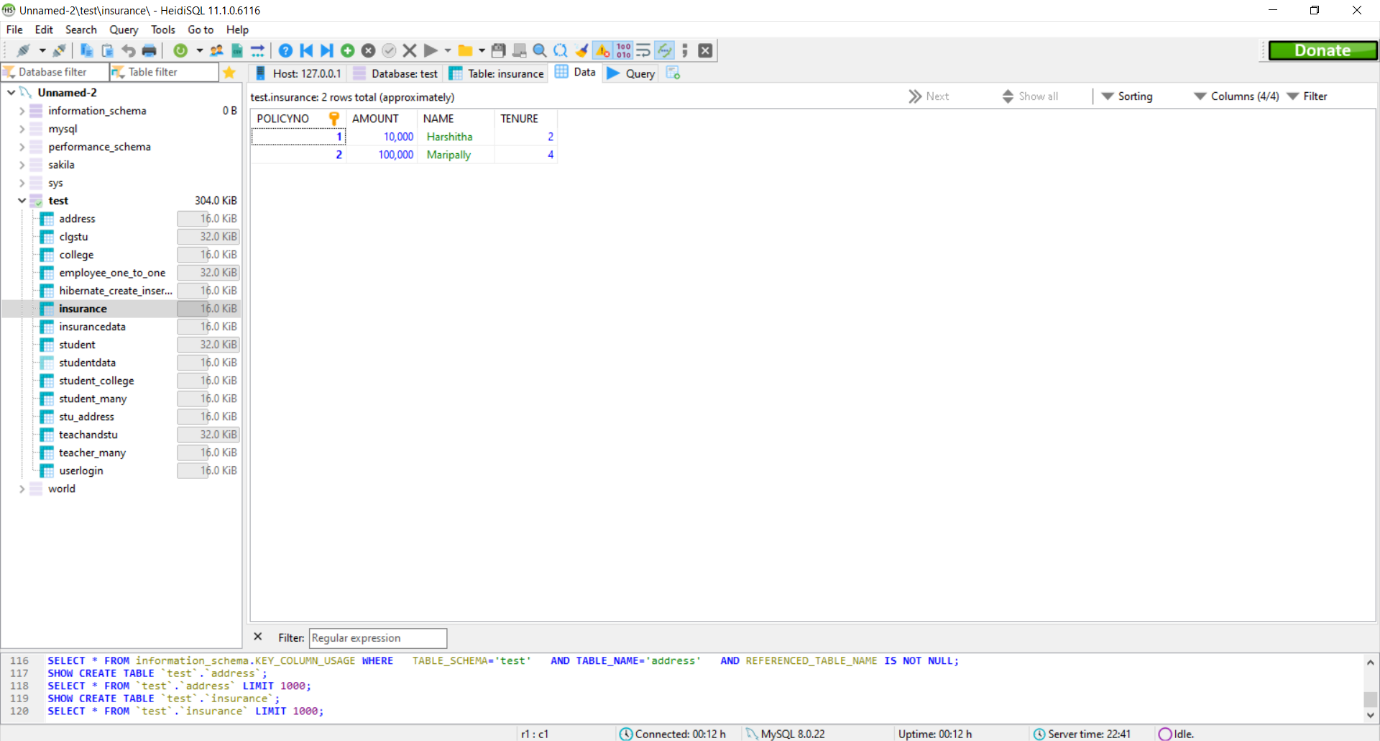 Unnamed-2\test\insurance\ - HeidiSQL 11.1.0.6116
File Edit Search Query Tools Go to Help
Donate
Database filter Table filter Host: 127.0.0.1 Database: test Table: insurance Data Query
Unnamed-2
information_schema 0 B
mysql
performance_schema
sakila
sys
test 304.0 KiB
address 16.0 KiB
clgstu 32.0 KiB
college 16.0 KiB
employee_one_to_one 32.0 KiB
hibernate_create_inser... 16.0 KiB
insurance 16.0 KiB
insurancedata 16.0 KiB
student 32.0 KiB
studentdata 16.0 KiB
student_college 16.0 KiB
student_many 16.0 KiB
stu_address 16.0 KiB
teachandstu 32.0 KiB
teacher_many 16.0 KiB
userlogin 16.0 KiB
world
test.insurance: 2 rows total (approximately) Next Show all Sorting Columns (4/4) Filter
POLICYNO AMOUNT NAME TENURE
1 10,000 Harshitha 2
2 100,000 Maripally 4
Filter: Regular expression
116 SELECT * FROM information_schema.KEY_COLUMN_USAGE WHERE TABLE_SCHEMA='test' AND TABLE_NAME='address' AND REFERENCED_TABLE_NAME IS NOT NULL;
117 SHOW CREATE TABLE `test`.`address`;
118 SELECT * FROM `test`.`address` LIMIT 1000;
119 SHOW CREATE TABLE `test`.`insurance`;
120 SELECT * FROM `test`.`insurance` LIMIT 1000;
r1 : c1 Connected: 00:12 h MySQL 8.0.22 Uptime: 00:12 h Server time: 22:41 Idle.